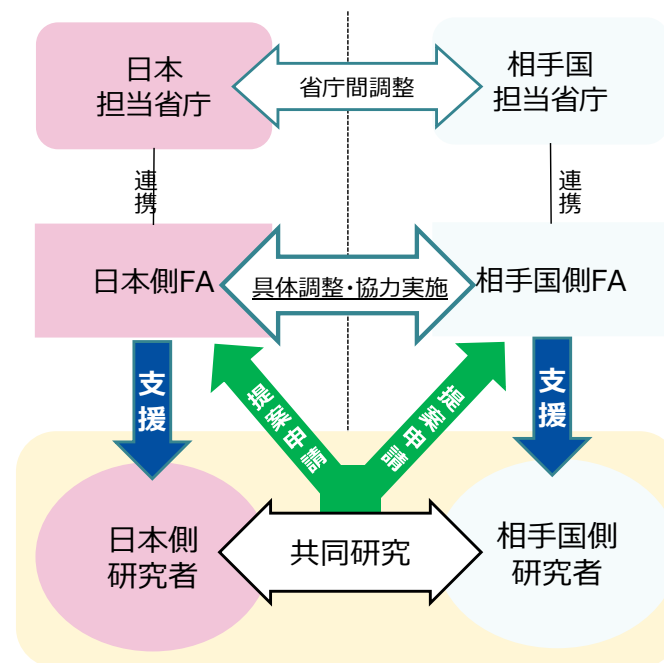 日本
担当省庁
省庁間調整
相手国
担当省庁
連携
連携
日本側FA
具体調整・協力実施
相手国側FA
支援
提案申請
提案申請
支援
日本側
研究者
共同研究
相手国側
研究者